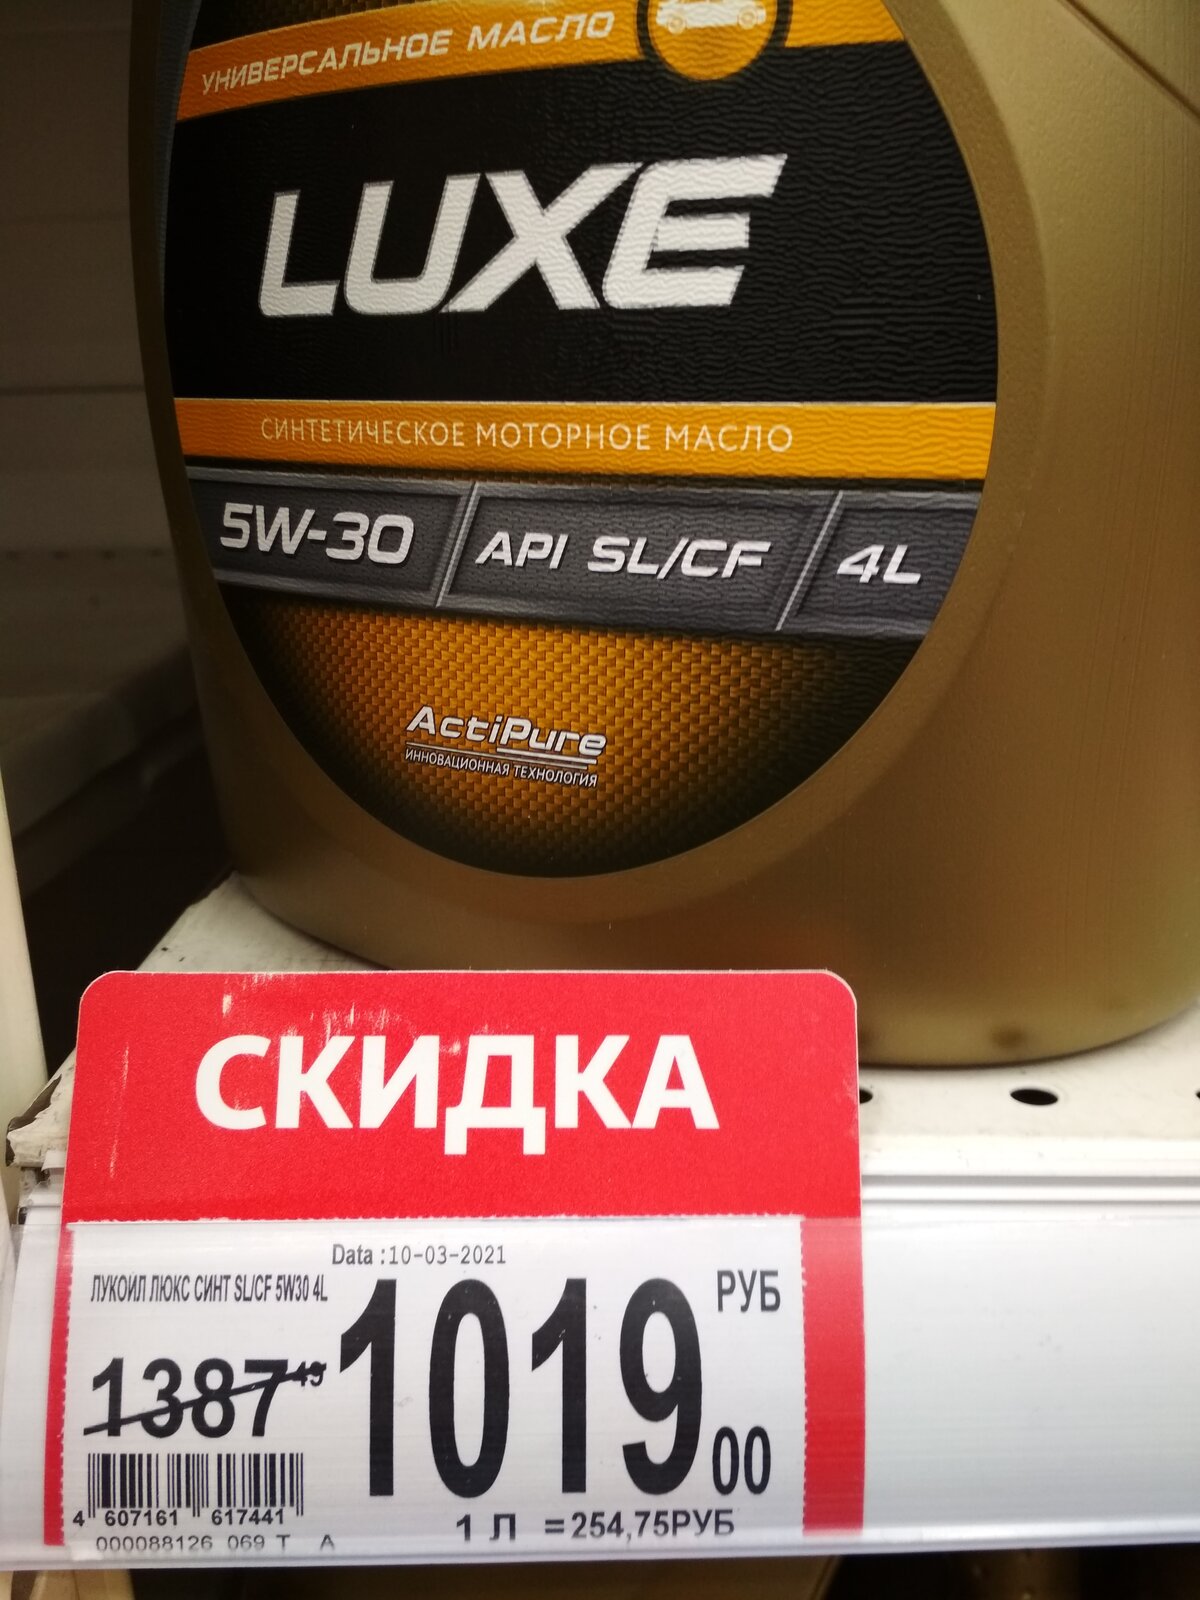 УНИВЕРСАЛЬНОЕ МАСЛО
LUXE
СИНТЕТИЧЕСКОЕ МОТОРНОЕ МАСЛО
5W-30 API SL/CF 4L
ActiPure
ИННОВАЦИОННАЯ ТЕХНОЛОГИЯ
СКИДКА
Data :10-03-2021
ЛУКОИЛ ЛЮКС СИНТ SL/CF 5W30 4L
1387 49
1019 00 РУБ
4 607161 617441
1 Л =254,75РУБ
000088126 069 T A